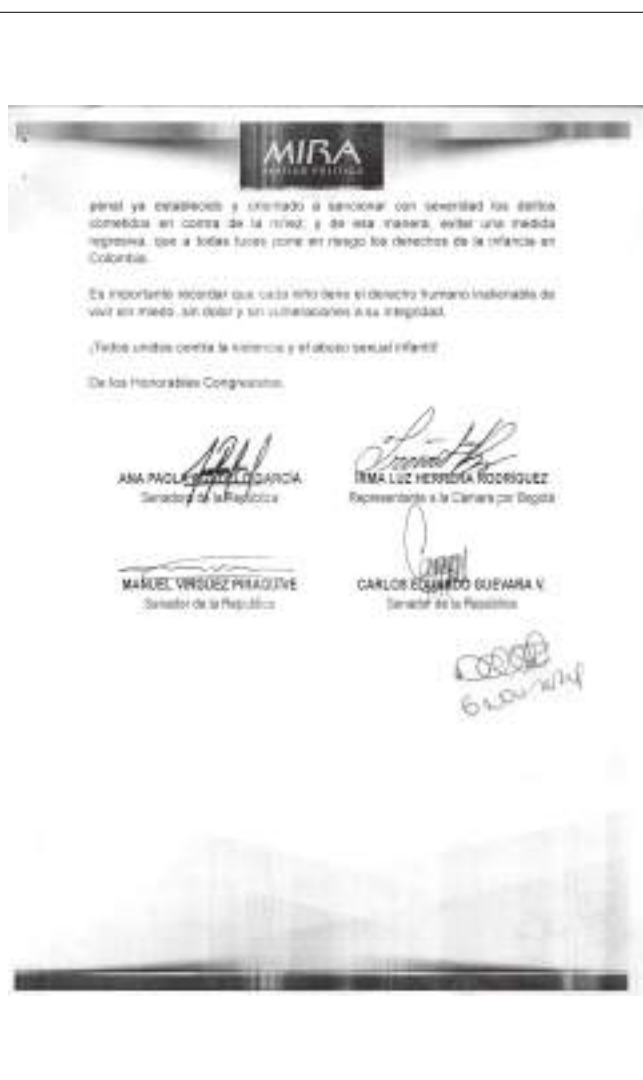 MIRA
PARTIDO POLÍTICO
penal ya establecido y orientado a sancionar con severidad los delitos
cometidos en contra de la niñez; y de esa manera, evitar una medida
regresiva, que a todas luces pone en riesgo los derechos de la infancia en
Colombia.
Es importante recordar que, cada niño tiene el derecho humano inalienable de
vivir sin miedo, sin dolor y sin vulneraciones a su integridad.
¡Todos unidos contra la violencia y el abuso sexual infantil!
De los Honorables Congresistas,
ANA PAOLA GARCÍA
Senadora de la República
IRMA LUZ HERRERA RODRÍGUEZ
Representante a la Cámara por Bogotá
MANUEL VIRGÜEZ PIRAQUIVE
Senador de la República
CARLOS EDUARDO GUEVARA V.
Senador de la República